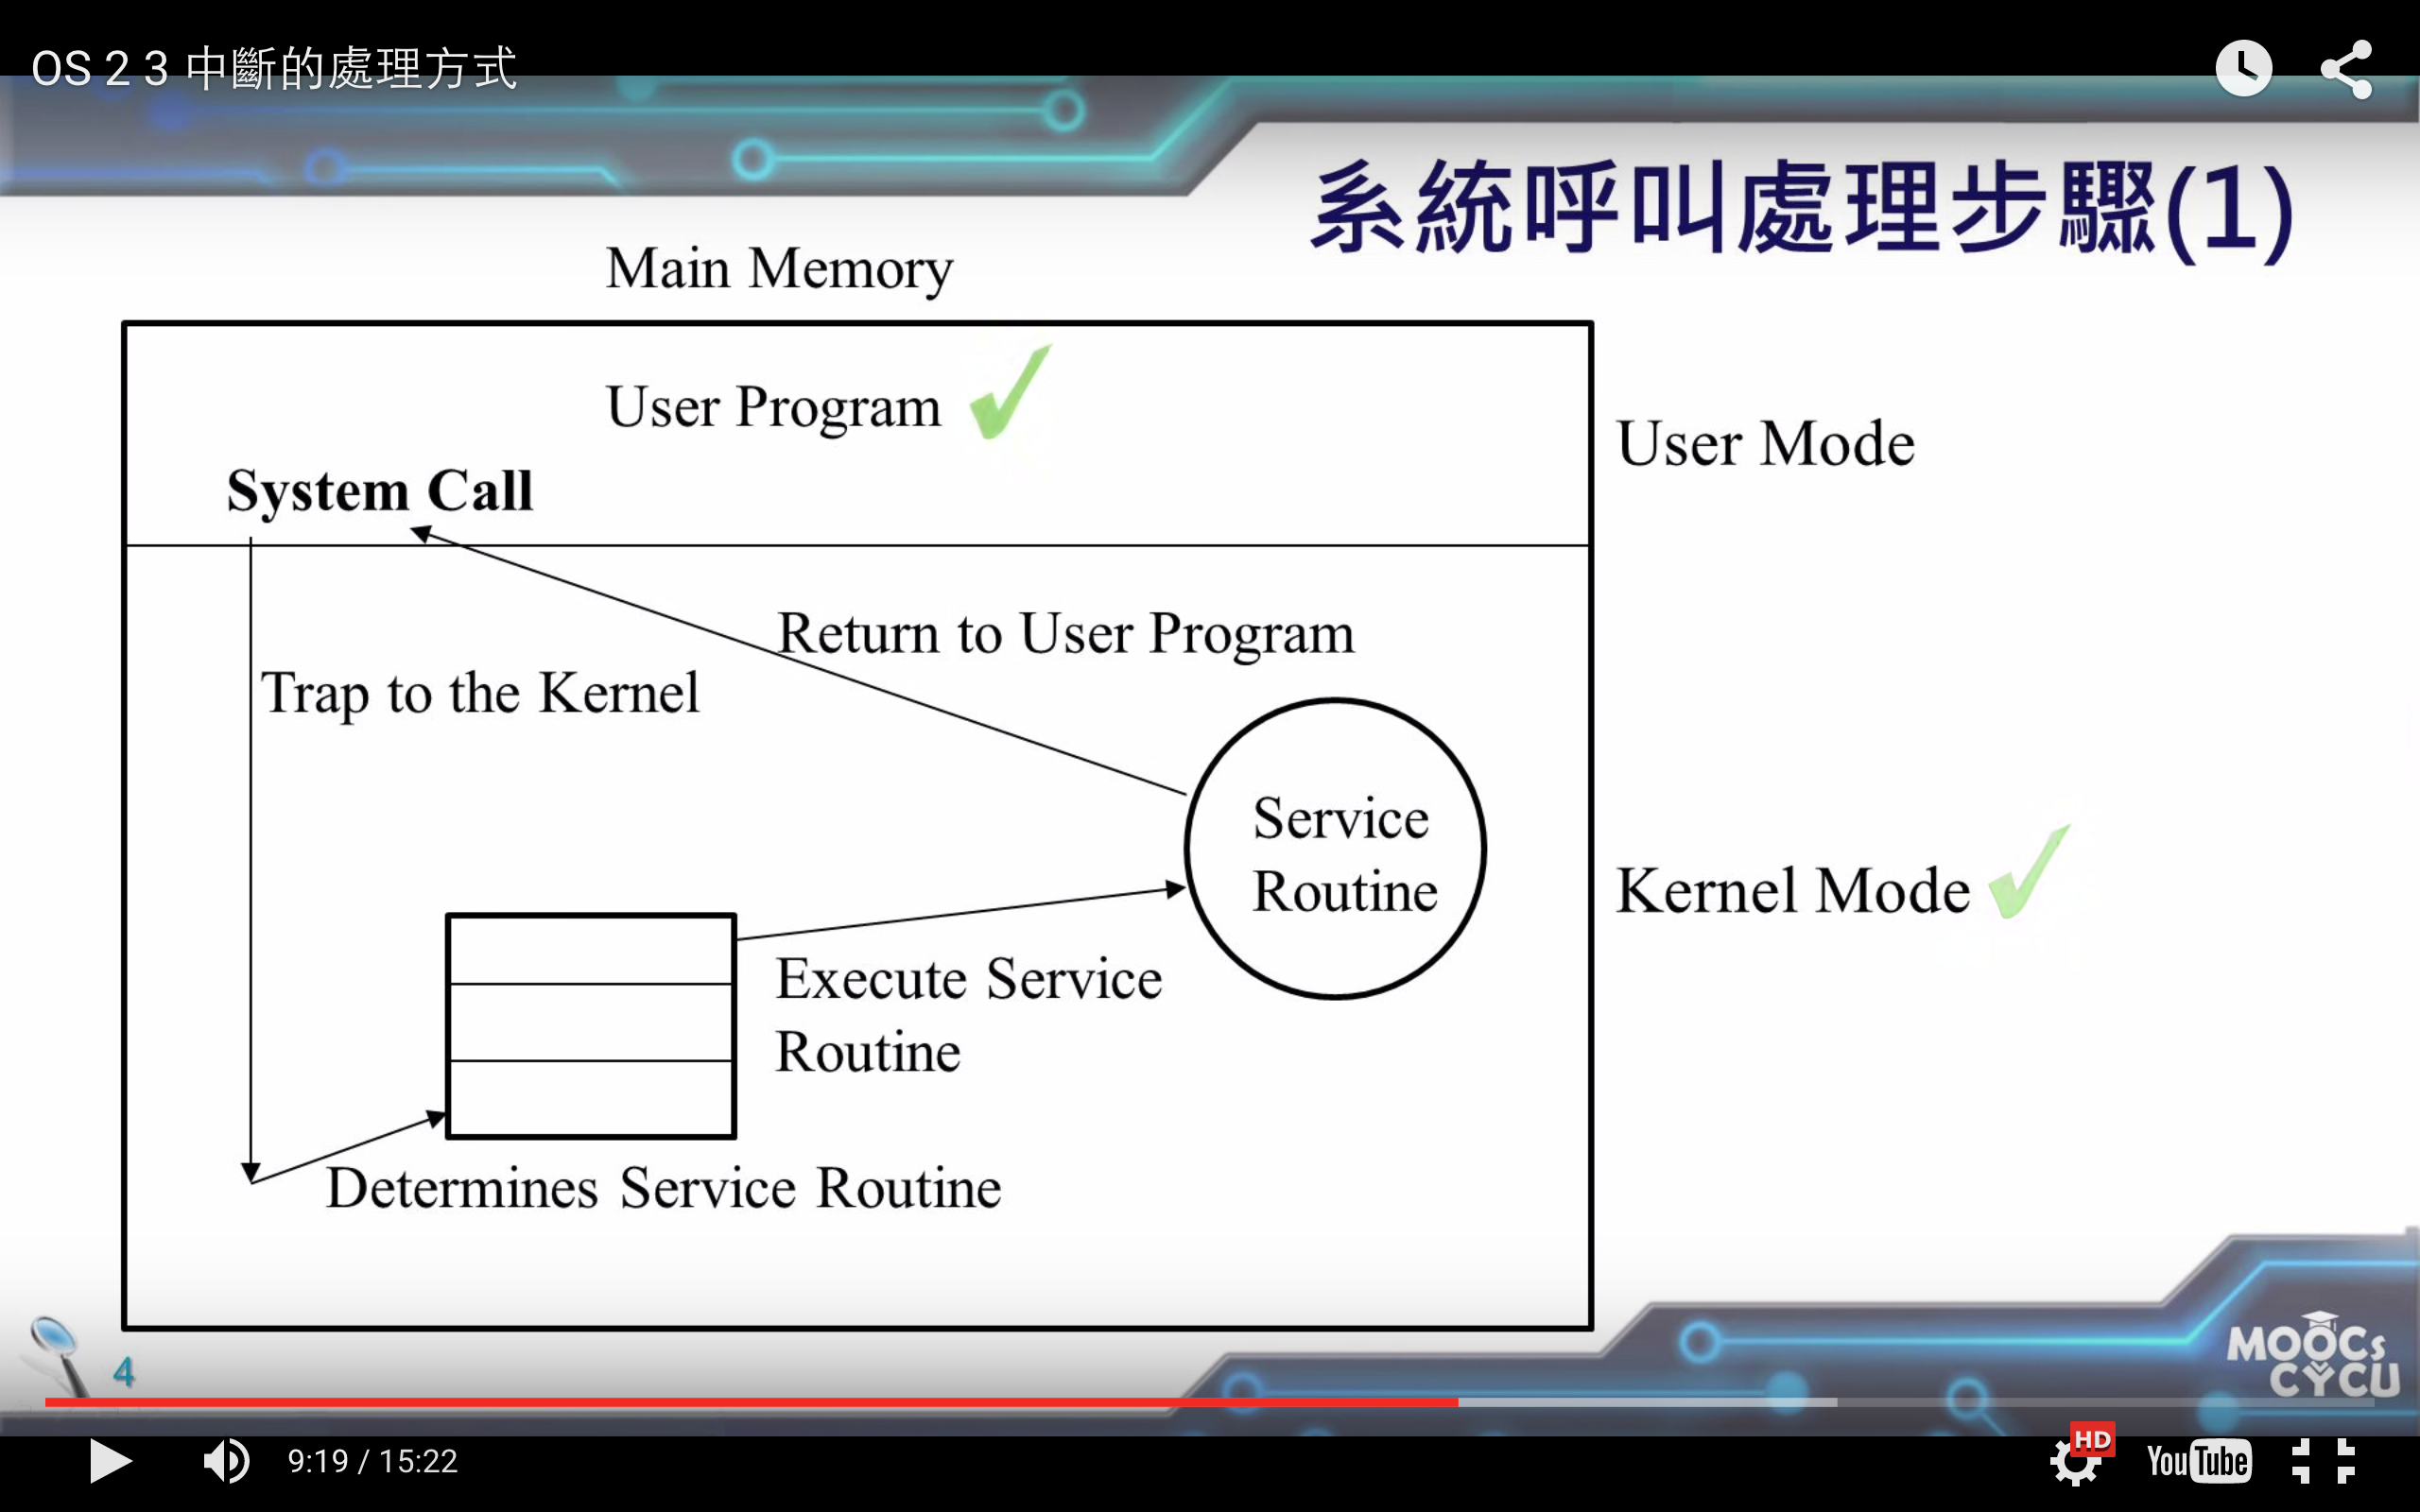 OS 2 3 中斷的處理方式
系統呼叫處理步驟(1)
Main Memory
User Program
User Mode
System Call
Return to User Program
Trap to the Kernel
Service
Routine
Kernel Mode
Execute Service
Routine
Determines Service Routine
4
MOOCs
CYCU
9:19 / 15:22
HD
YouTube